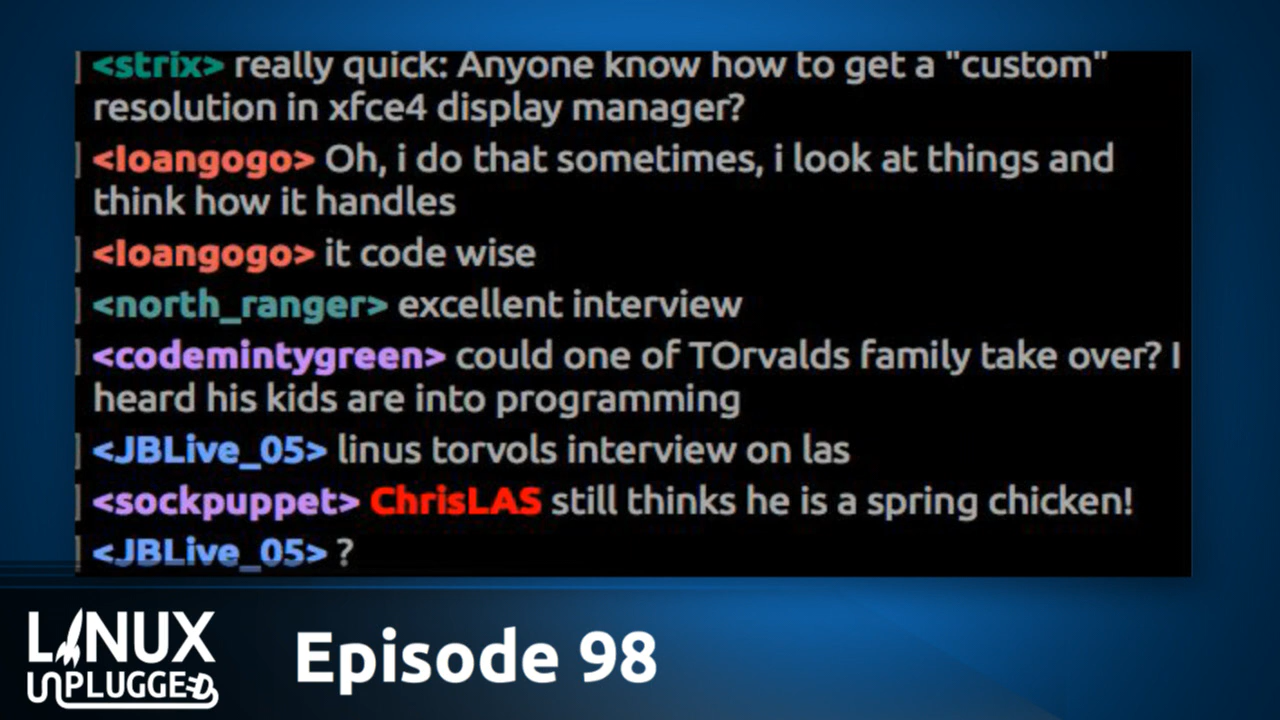 <strix> really quick: Anyone know how to get a "custom"
resolution in xfce4 display manager?
<loangogo> Oh, i do that sometimes, i look at things and
think how it handles
<loangogo> it code wise
<north_ranger> excellent interview
<codemintygreen> could one of TOrvalds family take over? I
heard his kids are into programming
<JBLive_05> linus torvols interview on las
<sockpuppet> ChrisLAS still thinks he is a spring chicken!
<JBLive_05> ?
LINUX
UNPLUGGED
Episode 98